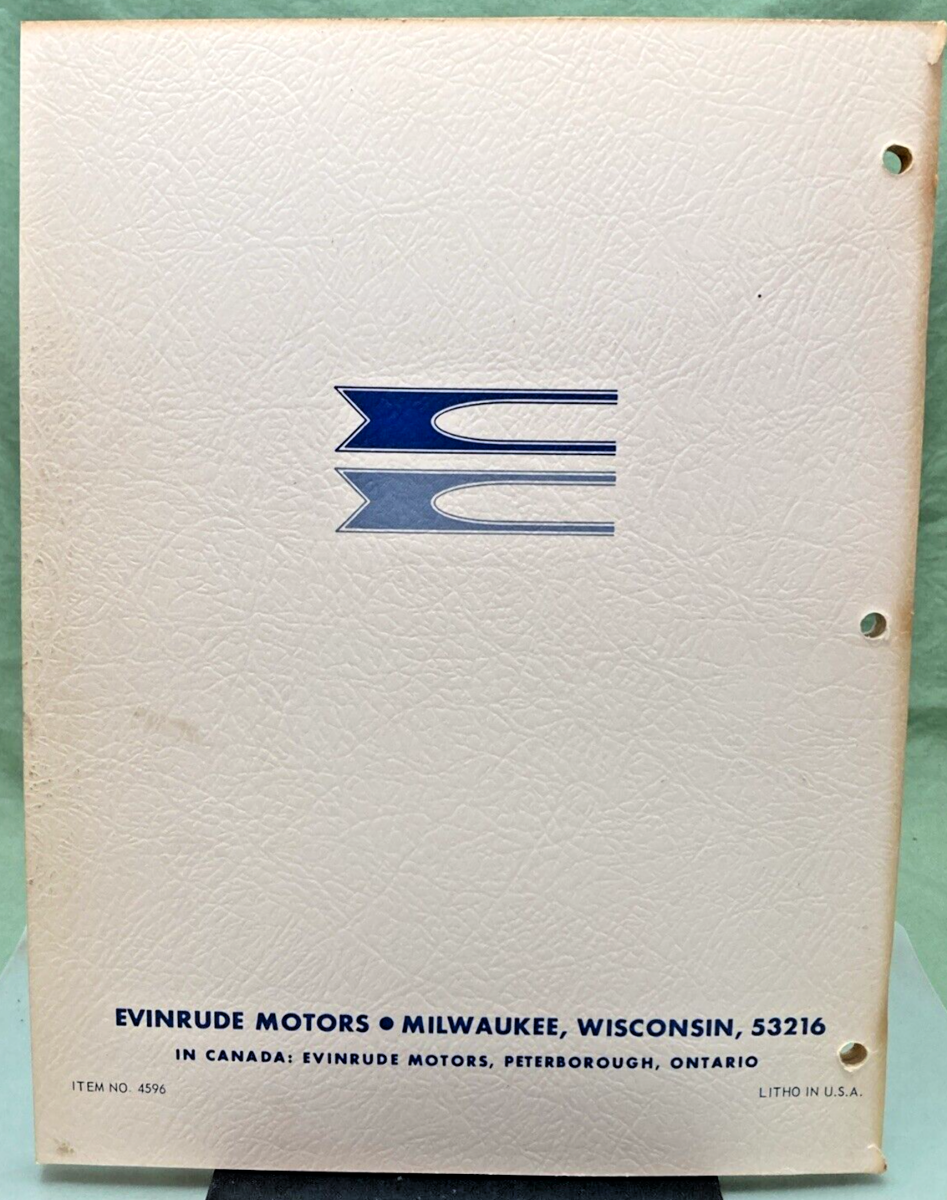 EVINRUDE MOTORS ● MILWAUKEE, WISCONSIN, 53216
IN CANADA: EVINRUDE MOTORS, PETERBOROUGH, ONTARIO
ITEM NO. 4596
LITHO IN U.S.A.